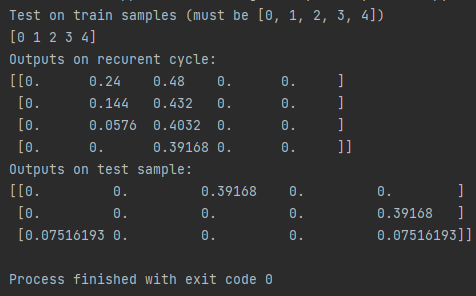 Test on train samples (must be [0, 1, 2, 3, 4])
[0 1 2 3 4]
Outputs on recurent cycle:
[[0.      0.24    0.48    0.      0.     ]
 [0.      0.144   0.432   0.      0.     ]
 [0.      0.0576  0.4032  0.      0.     ]
 [0.      0.      0.39168 0.      0.     ]]
Outputs on test sample:
[[0.         0.         0.39168    0.         0.        ]
 [0.         0.         0.         0.         0.39168   ]
 [0.07516193 0.         0.         0.         0.07516193]]
Process finished with exit code 0